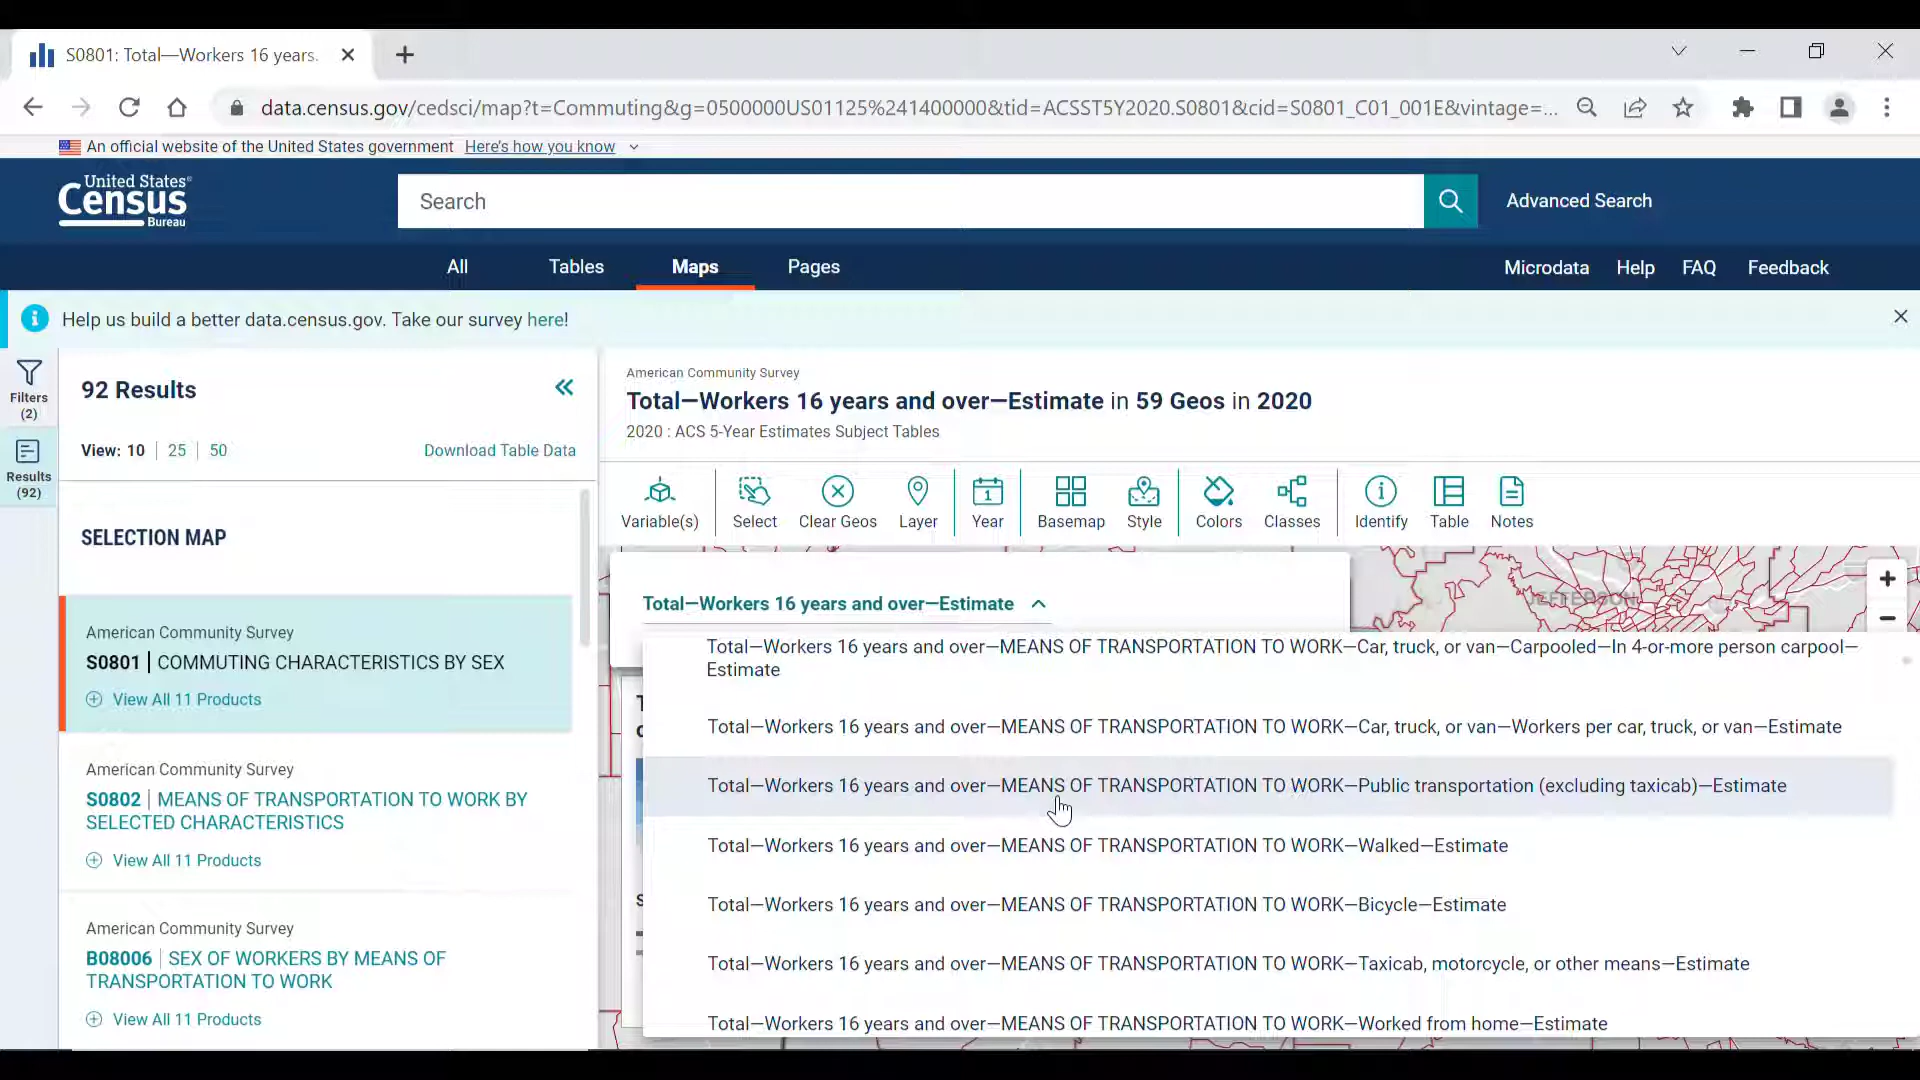 S0801: Total—Workers 16 years.
data.census.gov/cedsci/map?t=Commuting&g=0500000US01125%241400000&tid=ACSST5Y2020.S0801&cid=S0801_C01_001E&vintage=...
An official website of the United States government Here's how you know
United States®
Census
Bureau
Search
Advanced Search
All Tables Maps Pages
Microdata Help FAQ Feedback
Help us build a better data.census.gov. Take our survey here!
Filters
(2)
Results
(92)
92 Results
View: 10 | 25 | 50
Download Table Data
SELECTION MAP
American Community Survey
S0801 | COMMUTING CHARACTERISTICS BY SEX
View All 11 Products
American Community Survey
S0802 | MEANS OF TRANSPORTATION TO WORK BY
SELECTED CHARACTERISTICS
View All 11 Products
American Community Survey
B08006 | SEX OF WORKERS BY MEANS OF
TRANSPORTATION TO WORK
View All 11 Products
American Community Survey
Total—Workers 16 years and over—Estimate in 59 Geos in 2020
2020 : ACS 5-Year Estimates Subject Tables
Variable(s) Select Clear Geos Layer Year Basemap Style Colors Classes Identify Table Notes
JEFFERSON
Total—Workers 16 years and over—Estimate
Total—Workers 16 years and over—MEANS OF TRANSPORTATION TO WORK—Car, truck, or van—Carpooled—In 4-or-more person carpool—
Estimate
Total—Workers 16 years and over—MEANS OF TRANSPORTATION TO WORK—Car, truck, or van—Workers per car, truck, or van—Estimate
Total—Workers 16 years and over—MEANS OF TRANSPORTATION TO WORK—Public transportation (excluding taxicab)—Estimate
Total—Workers 16 years and over—MEANS OF TRANSPORTATION TO WORK—Walked—Estimate
Total—Workers 16 years and over—MEANS OF TRANSPORTATION TO WORK—Bicycle—Estimate
Total—Workers 16 years and over—MEANS OF TRANSPORTATION TO WORK—Taxicab, motorcycle, or other means—Estimate
Total—Workers 16 years and over—MEANS OF TRANSPORTATION TO WORK—Worked from home—Estimate